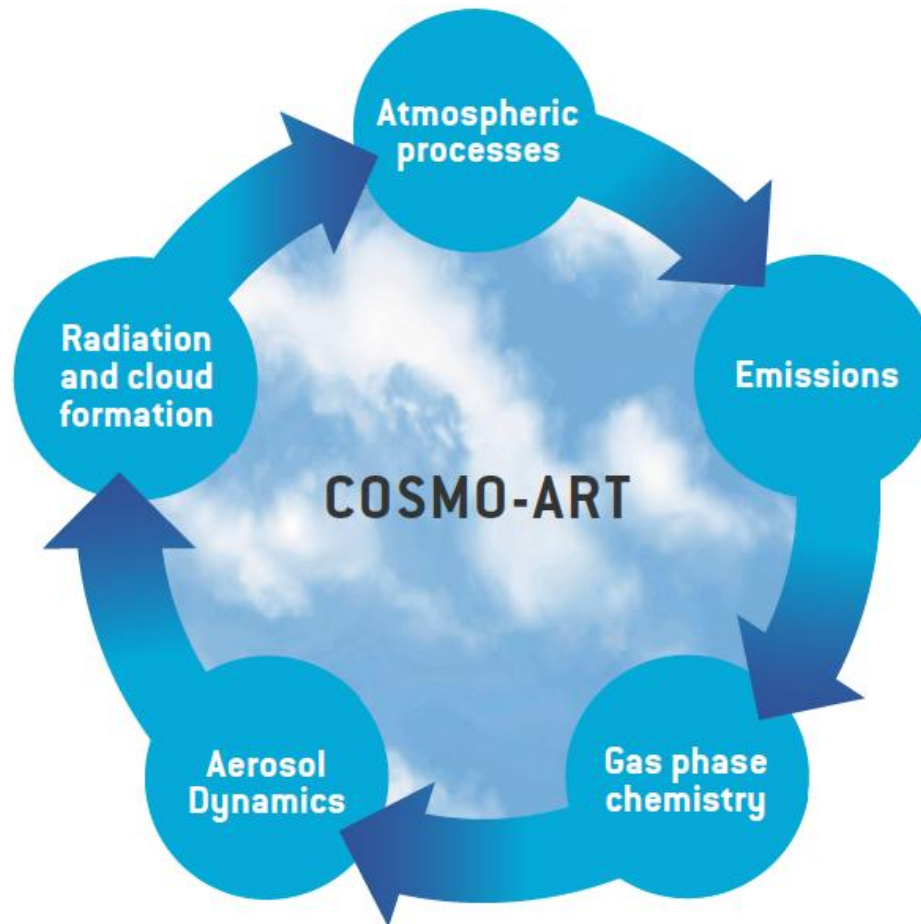 Atmospheric
processes
Emissions
Gas phase
chemistry
Aerosol
Dynamics
Radiation
and cloud
formation
COSMO-ART